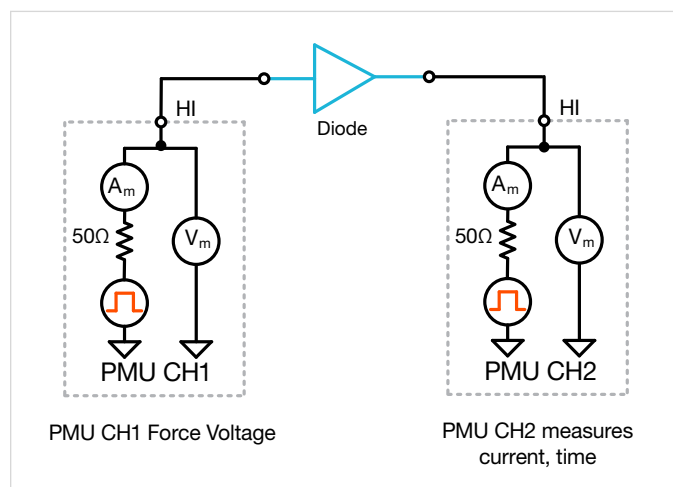 HI
Diode
HI
Am
50Ω
Vm
PMU CH1
Am
50Ω
Vm
PMU CH2
PMU CH1 Force Voltage
PMU CH2 measures
current, time